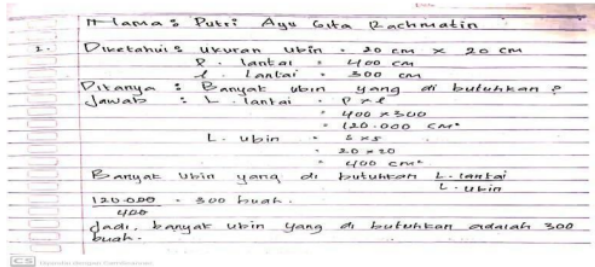 Nama : Putri Ayu Gita Rachmatin
1. Diketahui : ukuran ubin = 20 cm × 20 cm
P. lantai = 400 cm
l. lantai = 300 cm
Ditanya : Banyak ubin yang di butuhkan ?
Jawab : L. lantai = P × l
= 400 × 300
= 120.000 cm²
L. ubin = s × s
= 20 × 20
= 400 cm²
Banyak ubin yang di butuhkan L. lantai
L. ubin
120.000 = 300 buah.
400
Jadi, banyak ubin yang di butuhkan adalah 300
buah.
CS